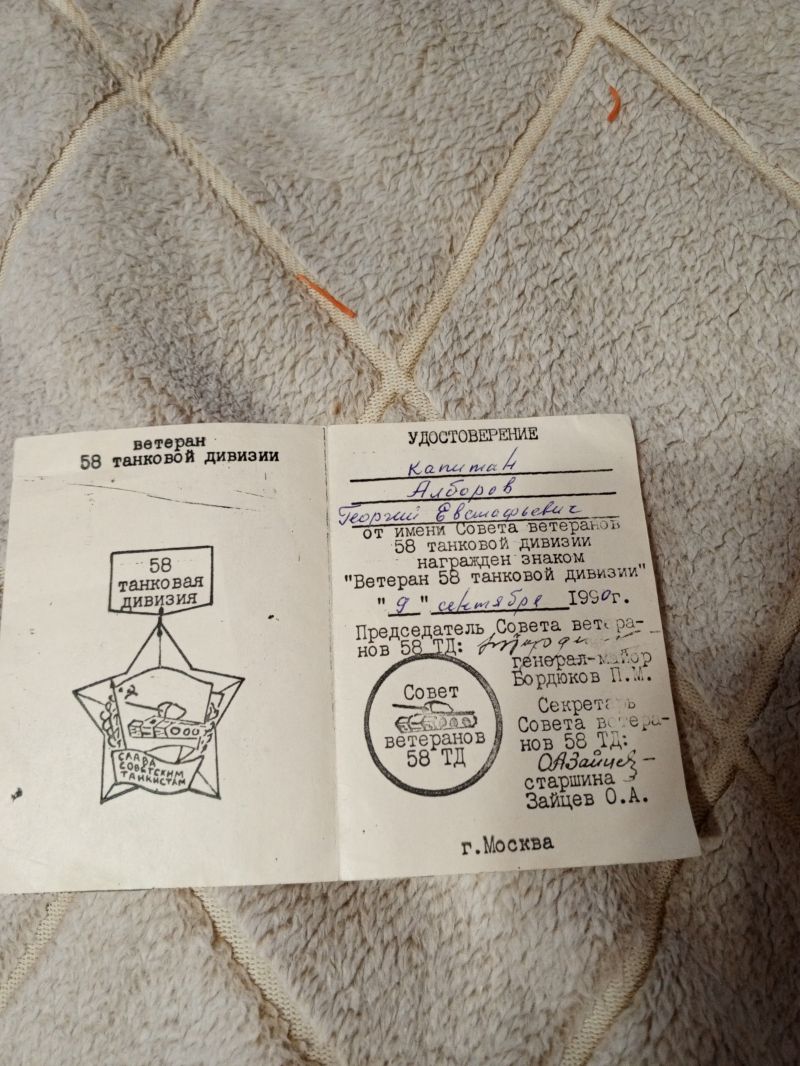 ветеран
58 танковой дивизии
58
танковая
дивизия
СЛАВА
СОВЕТСКИМ
ТАНКИСТАМ
УДОСТОВЕРЕНИЕ
капитан
Алборов
Георгий Евстафьевич
от имени Совета ветеранов
58 танковой дивизии
награжден знаком
"Ветеран 58 танковой дивизии"
"9" сентября 1990г.
Председатель Совета ветера-
нов 58 ТД:
генерал-майор
Бордюков П.М.
Совет
ветеранов
58 ТД
Секретарь
Совета ветера-
нов 58 ТД:
ОАЗайцев
старшина
Зайцев О.А.
г.Москва